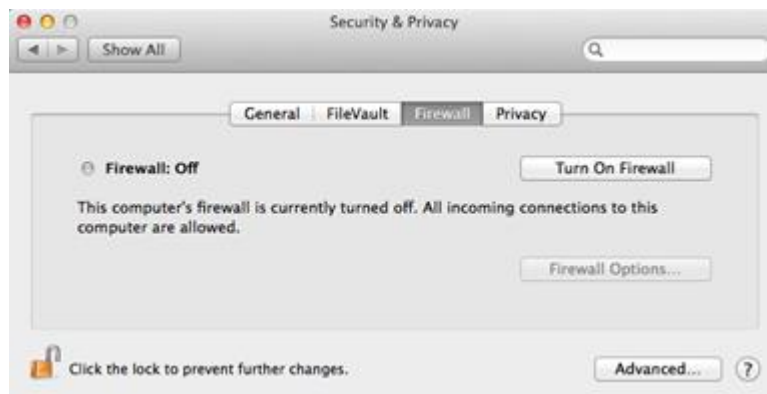 Security & Privacy
Show All
General FileVault Firewall Privacy
Firewall: Off
Turn On Firewall
This computer's firewall is currently turned off. All incoming connections to this
computer are allowed.
Firewall Options...
Click the lock to prevent further changes.
Advanced... ?